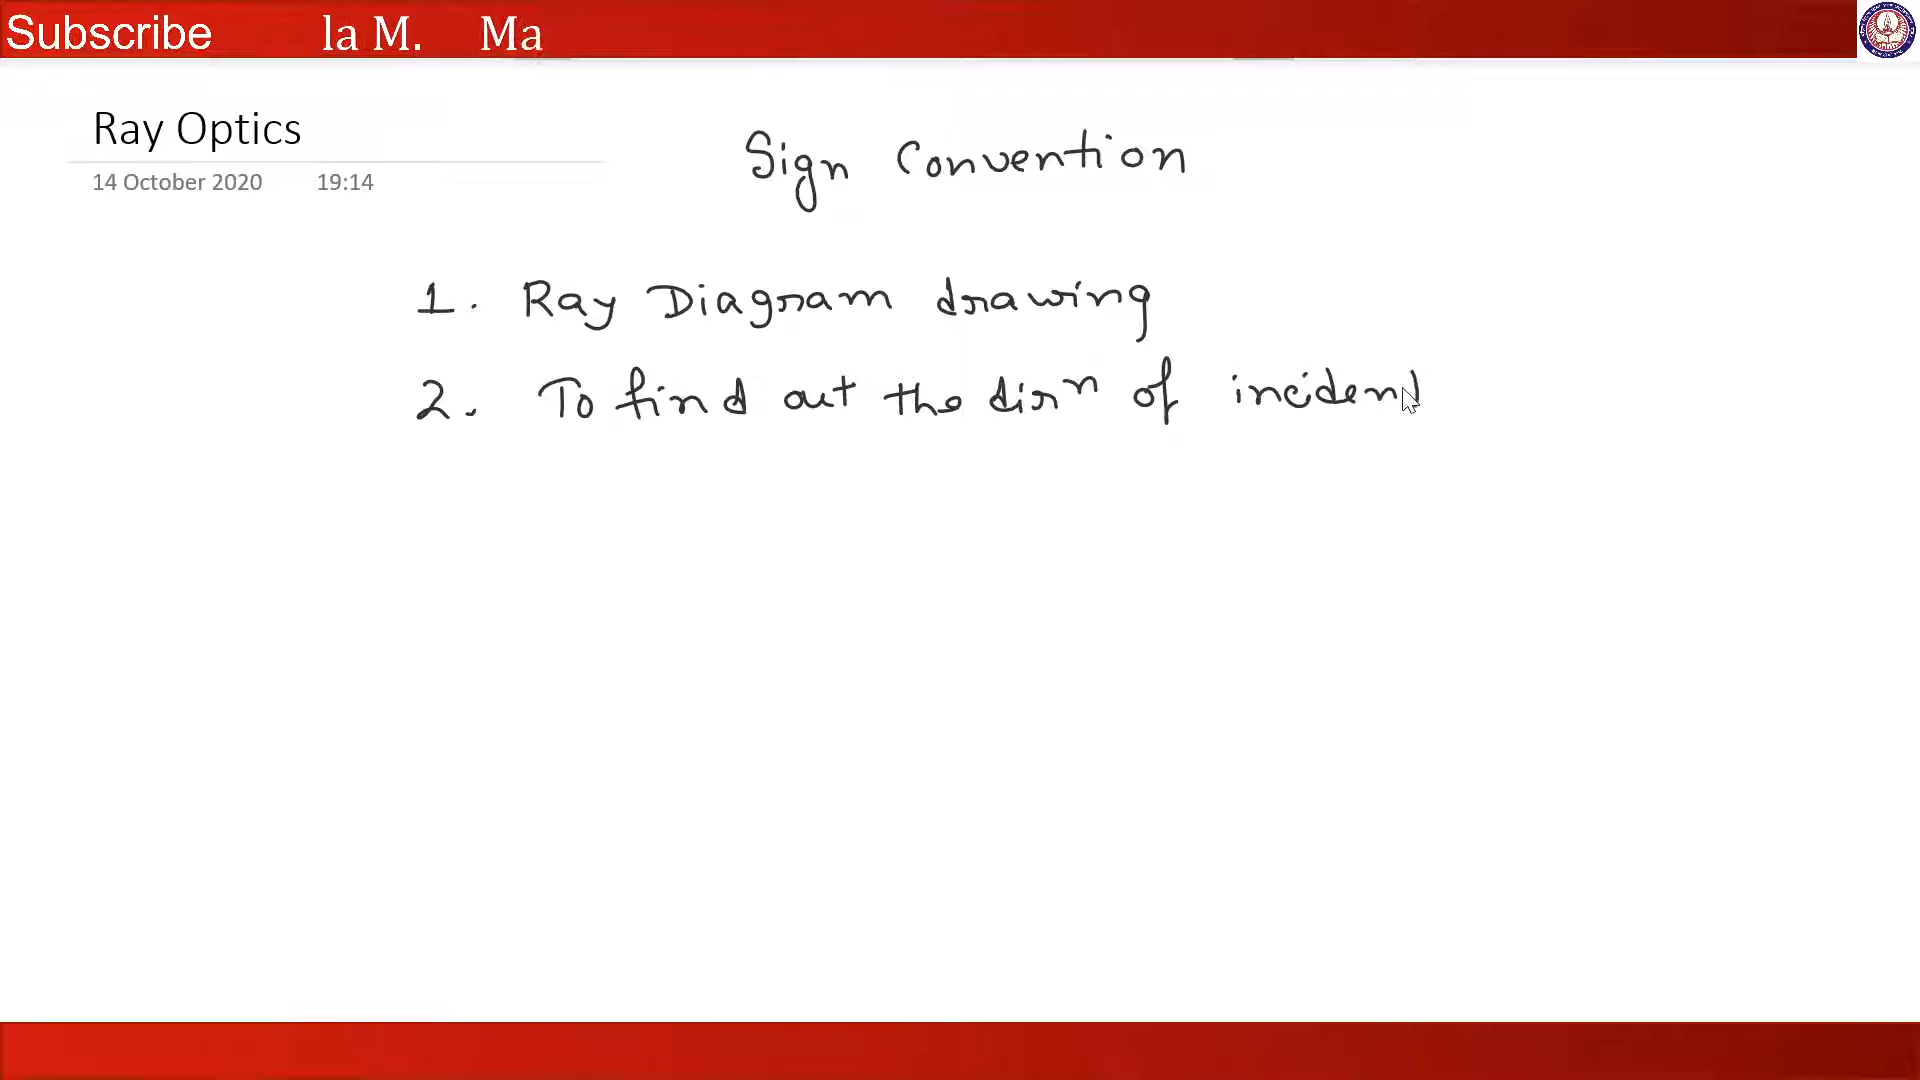 Subscribe la M. Ma
Ray Optics
14 October 2020 19:14
Sign Convention
1. Ray Diagram drawing
2. To find out the dirⁿ of inciden